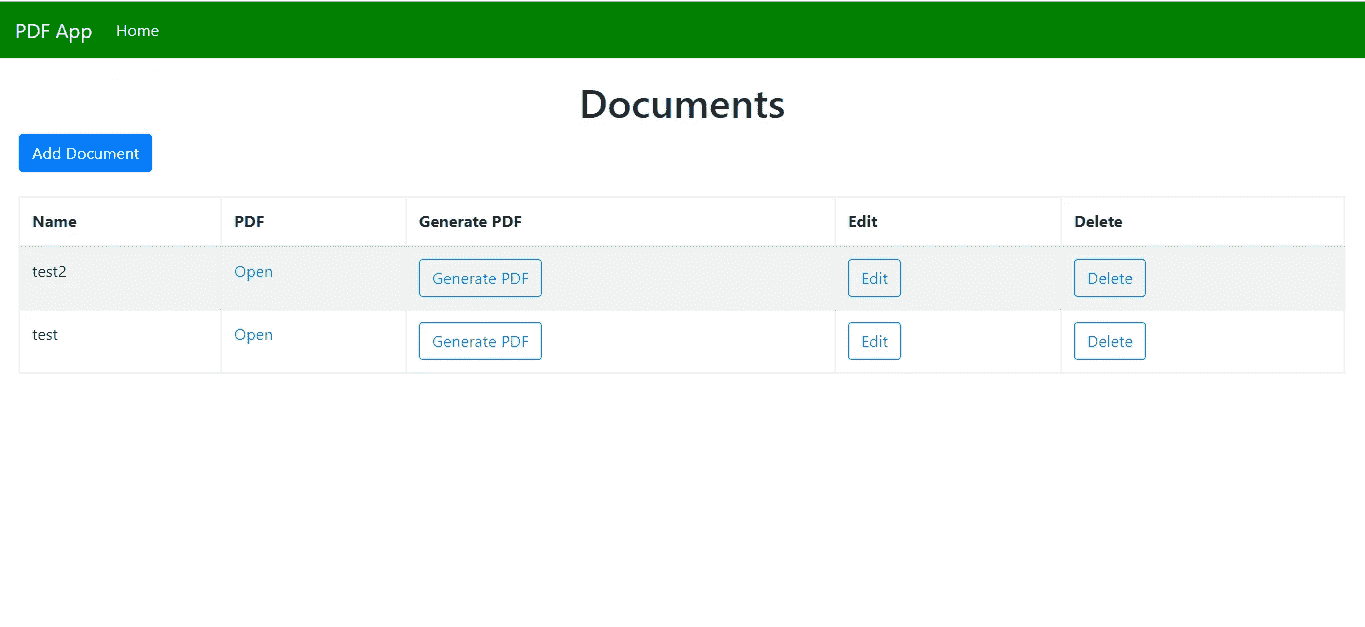 PDF App Home
Documents
Add Document
Name PDF Generate PDF Edit Delete
test2 Open Generate PDF Edit Delete
test Open Generate PDF Edit Delete